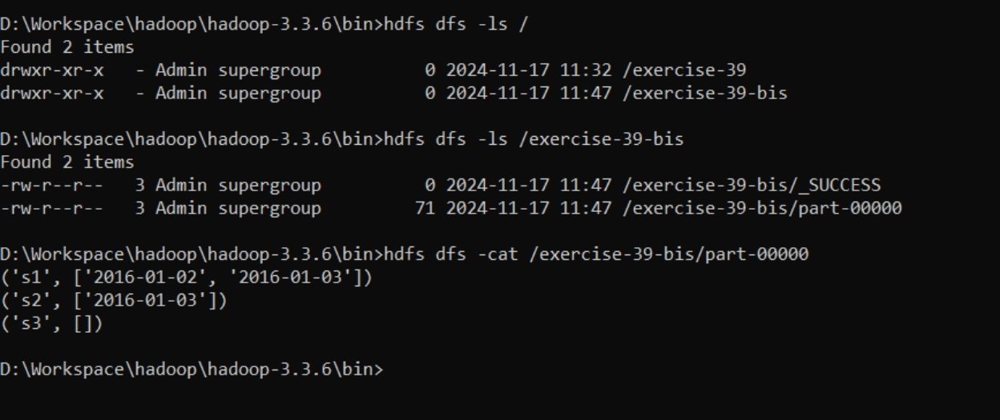 D:\Workspace\hadoop\hadoop-3.3.6\bin>hdfs dfs -ls /
Found 2 items
drwxr-xr-x   - Admin supergroup          0 2024-11-17 11:32 /exercise-39
drwxr-xr-x   - Admin supergroup          0 2024-11-17 11:47 /exercise-39-bis
D:\Workspace\hadoop\hadoop-3.3.6\bin>hdfs dfs -ls /exercise-39-bis
Found 2 items
-rw-r--r--   3 Admin supergroup          0 2024-11-17 11:47 /exercise-39-bis/_SUCCESS
-rw-r--r--   3 Admin supergroup         71 2024-11-17 11:47 /exercise-39-bis/part-00000
D:\Workspace\hadoop\hadoop-3.3.6\bin>hdfs dfs -cat /exercise-39-bis/part-00000
('s1', ['2016-01-02', '2016-01-03'])
('s2', ['2016-01-03'])
('s3', [])
D:\Workspace\hadoop\hadoop-3.3.6\bin>